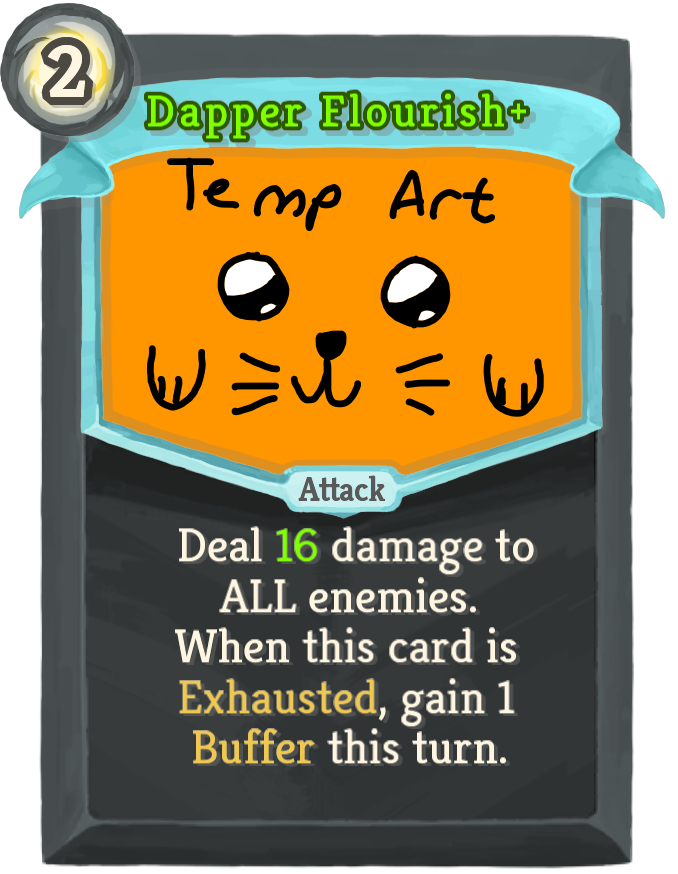 2
Dapper Flourish+
Temp Art
Attack
Deal 16 damage to
ALL enemies.
When this card is
Exhausted, gain 1
Buffer this turn.